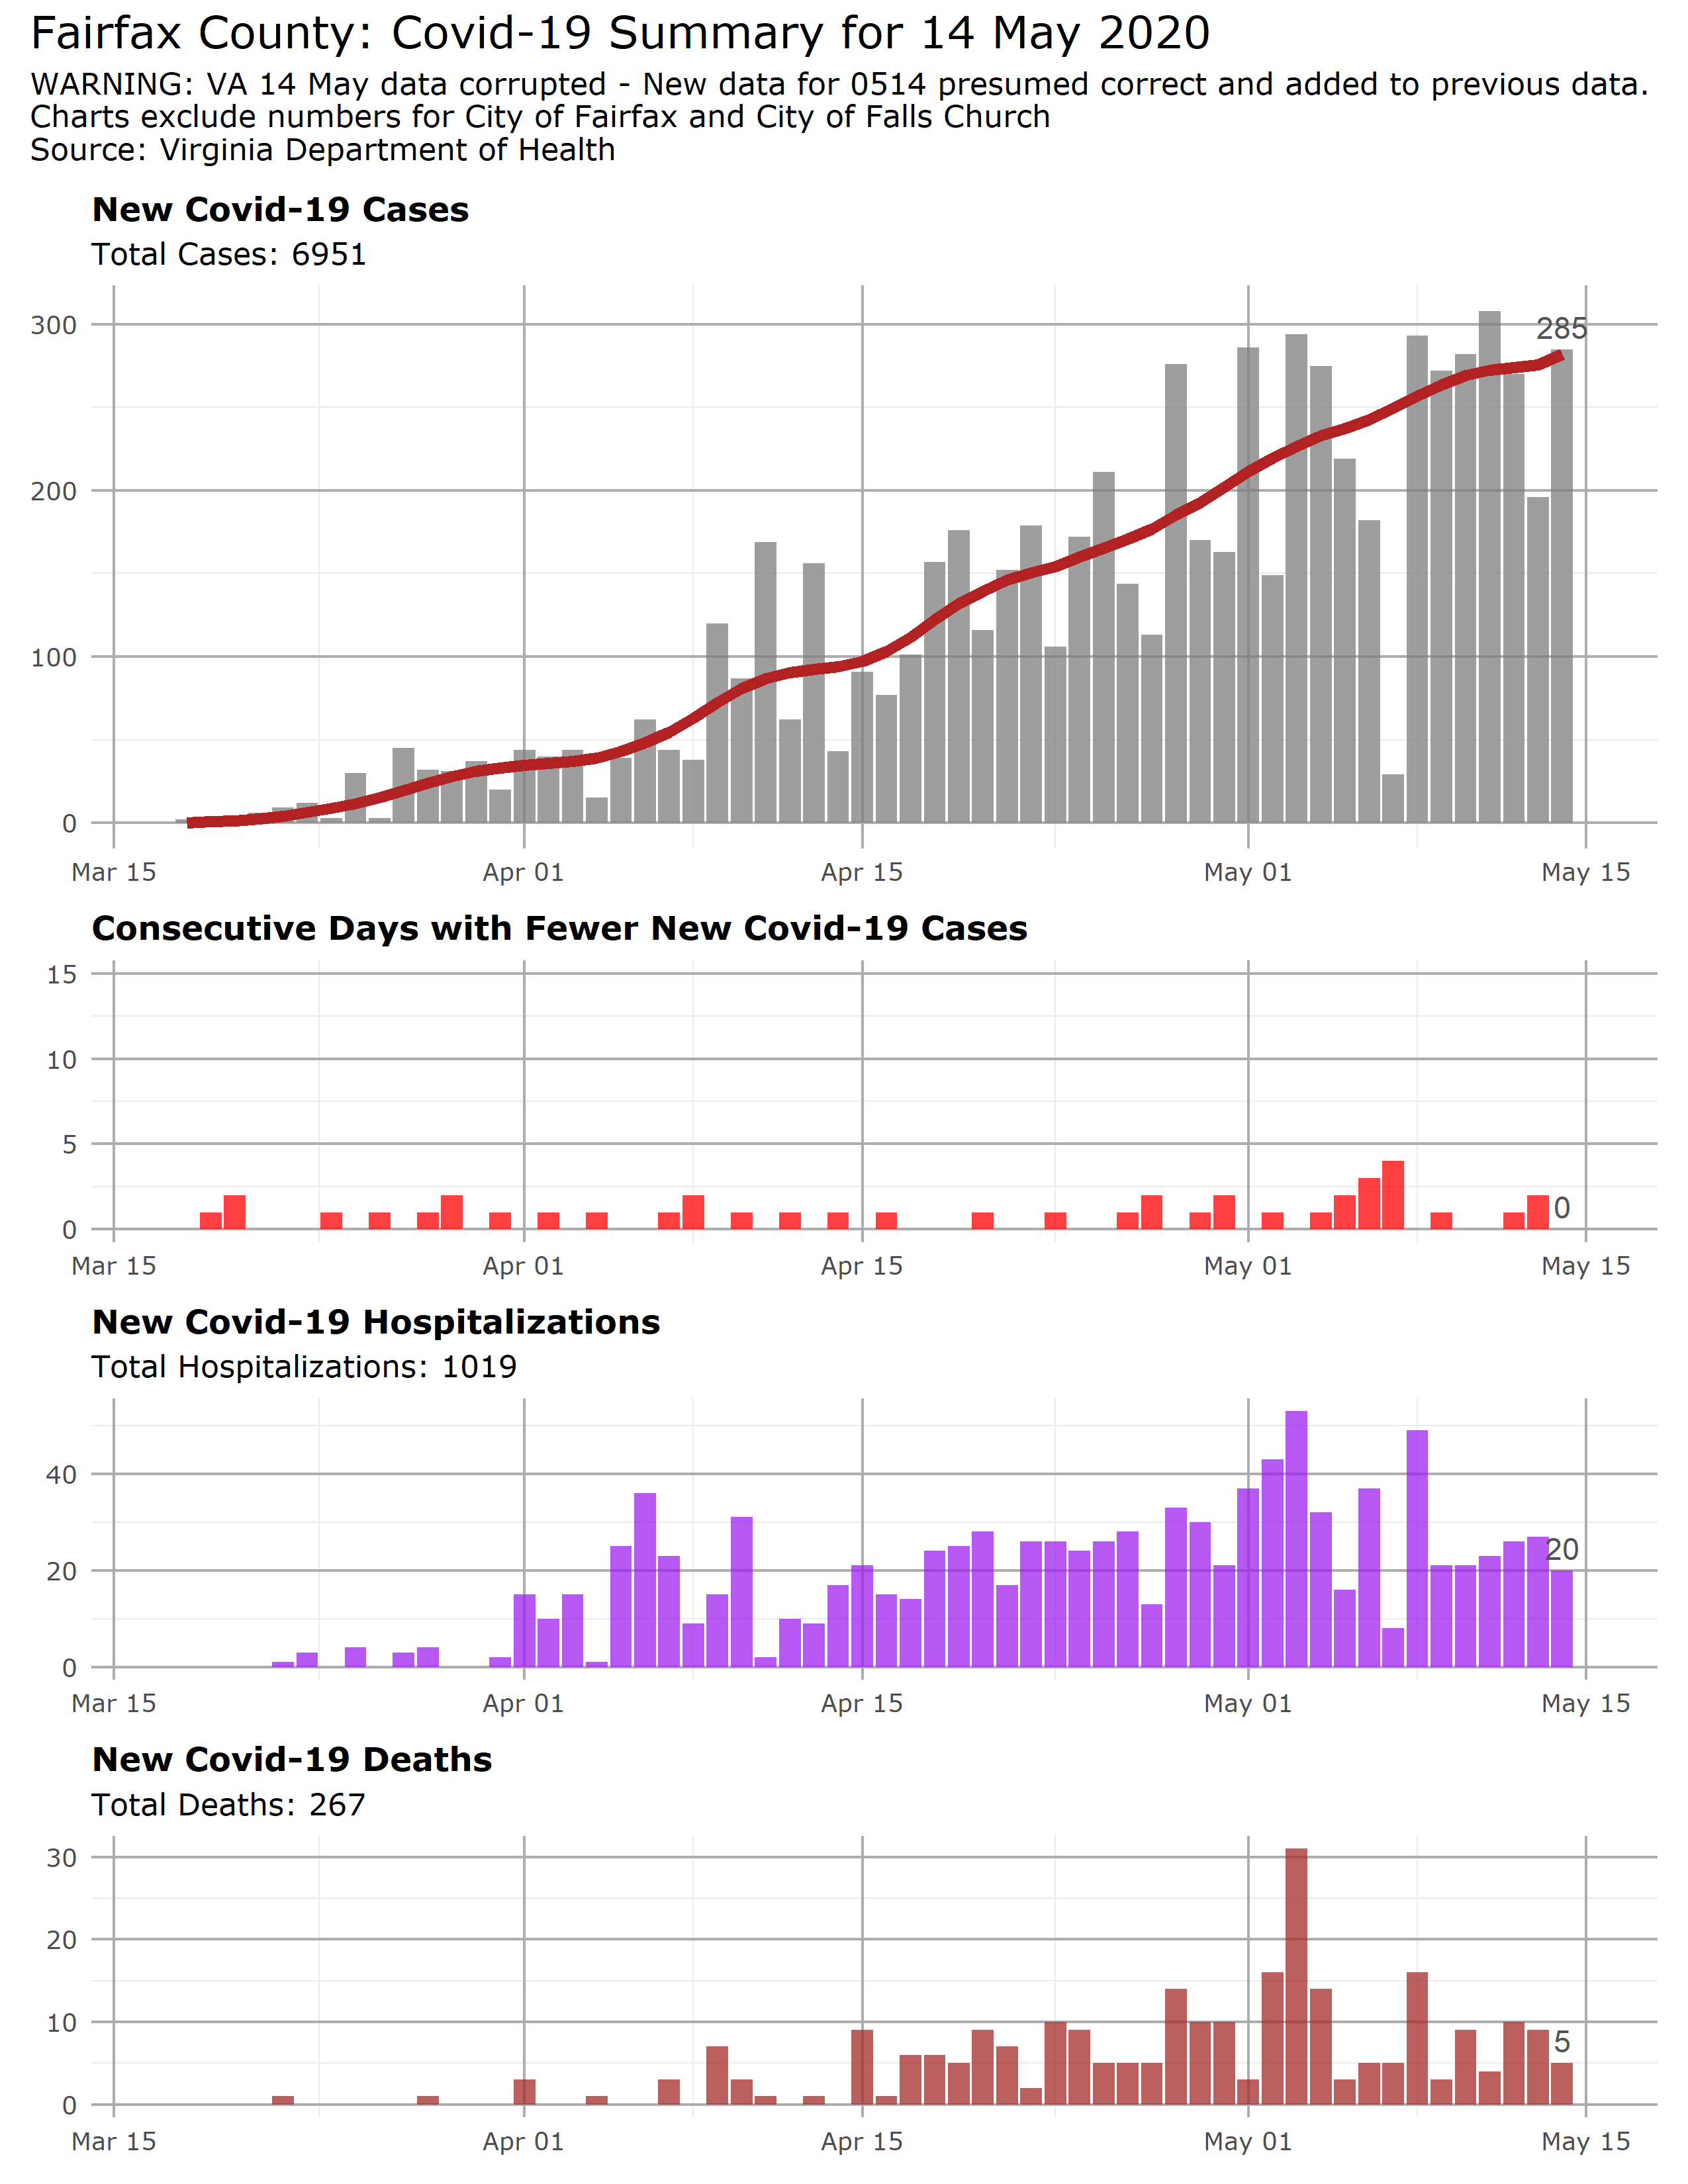 Fairfax County: Covid-19 Summary for 14 May 2020
WARNING: VA 14 May data corrupted - New data for 0514 presumed correct and added to previous data.
Charts exclude numbers for City of Fairfax and City of Falls Church
Source: Virginia Department of Health
New Covid-19 Cases
Total Cases: 6951
300
285
200
100
0
Mar 15 Apr 01 Apr 15 May 01 May 15
Consecutive Days with Fewer New Covid-19 Cases
15
10
5
0
0
Mar 15 Apr 01 Apr 15 May 01 May 15
New Covid-19 Hospitalizations
Total Hospitalizations: 1019
40
20
20
0
Mar 15 Apr 01 Apr 15 May 01 May 15
New Covid-19 Deaths
Total Deaths: 267
30
20
10
5
0
Mar 15 Apr 01 Apr 15 May 01 May 15